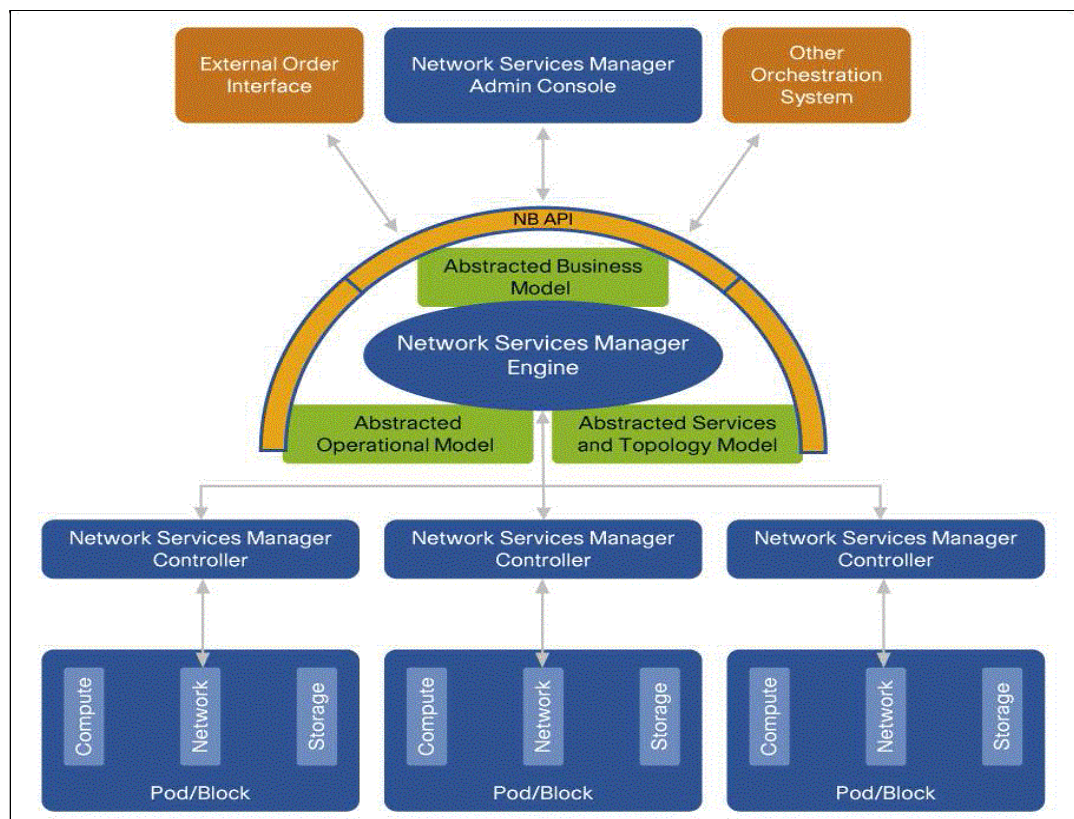 External Order
Interface
Network Services Manager
Admin Console
Other
Orchestration
System
NB API
Abstracted Business
Model
Network Services Manager
Engine
Abstracted
Operational Model
Abstracted Services
and Topology Model
Network Services Manager
Controller
Network Services Manager
Controller
Network Services Manager
Controller
Compute
Network
Storage
Pod/Block
Compute
Network
Storage
Pod/Block
Compute
Network
Storage
Pod/Block